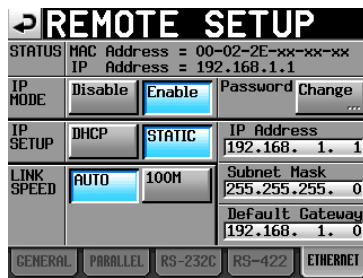 REMOTE SETUP
STATUS MAC Address = 00-02-2E-xx-xx-xx
IP Address = 192.168.1.1
IP MODE Disable Enable Password Change ...
IP SETUP DHCP STATIC IP Address
192.168. 1. 1
LINK SPEED AUTO 100M Subnet Mask
255.255.255. 0
Default Gateway
192.168. 1. 0
GENERAL PARALLEL RS-232C RS-422 ETHERNET